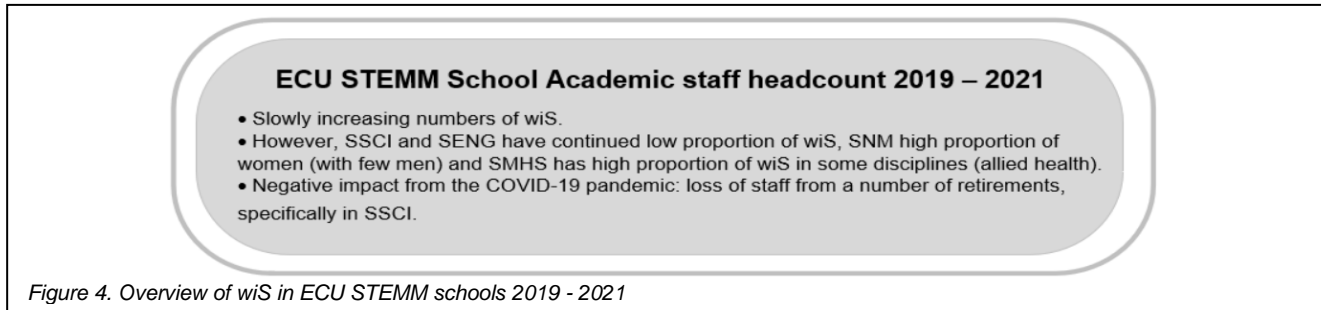 ECU STEMM School Academic staff headcount 2019 – 2021
• Slowly increasing numbers of wiS.
• However, SSCI and SENG have continued low proportion of wiS, SNM high proportion of
women (with few men) and SMHS has high proportion of wiS in some disciplines (allied health).
• Negative impact from the COVID-19 pandemic: loss of staff from a number of retirements,
specifically in SSCI.
Figure 4. Overview of wiS in ECU STEMM schools 2019 - 2021